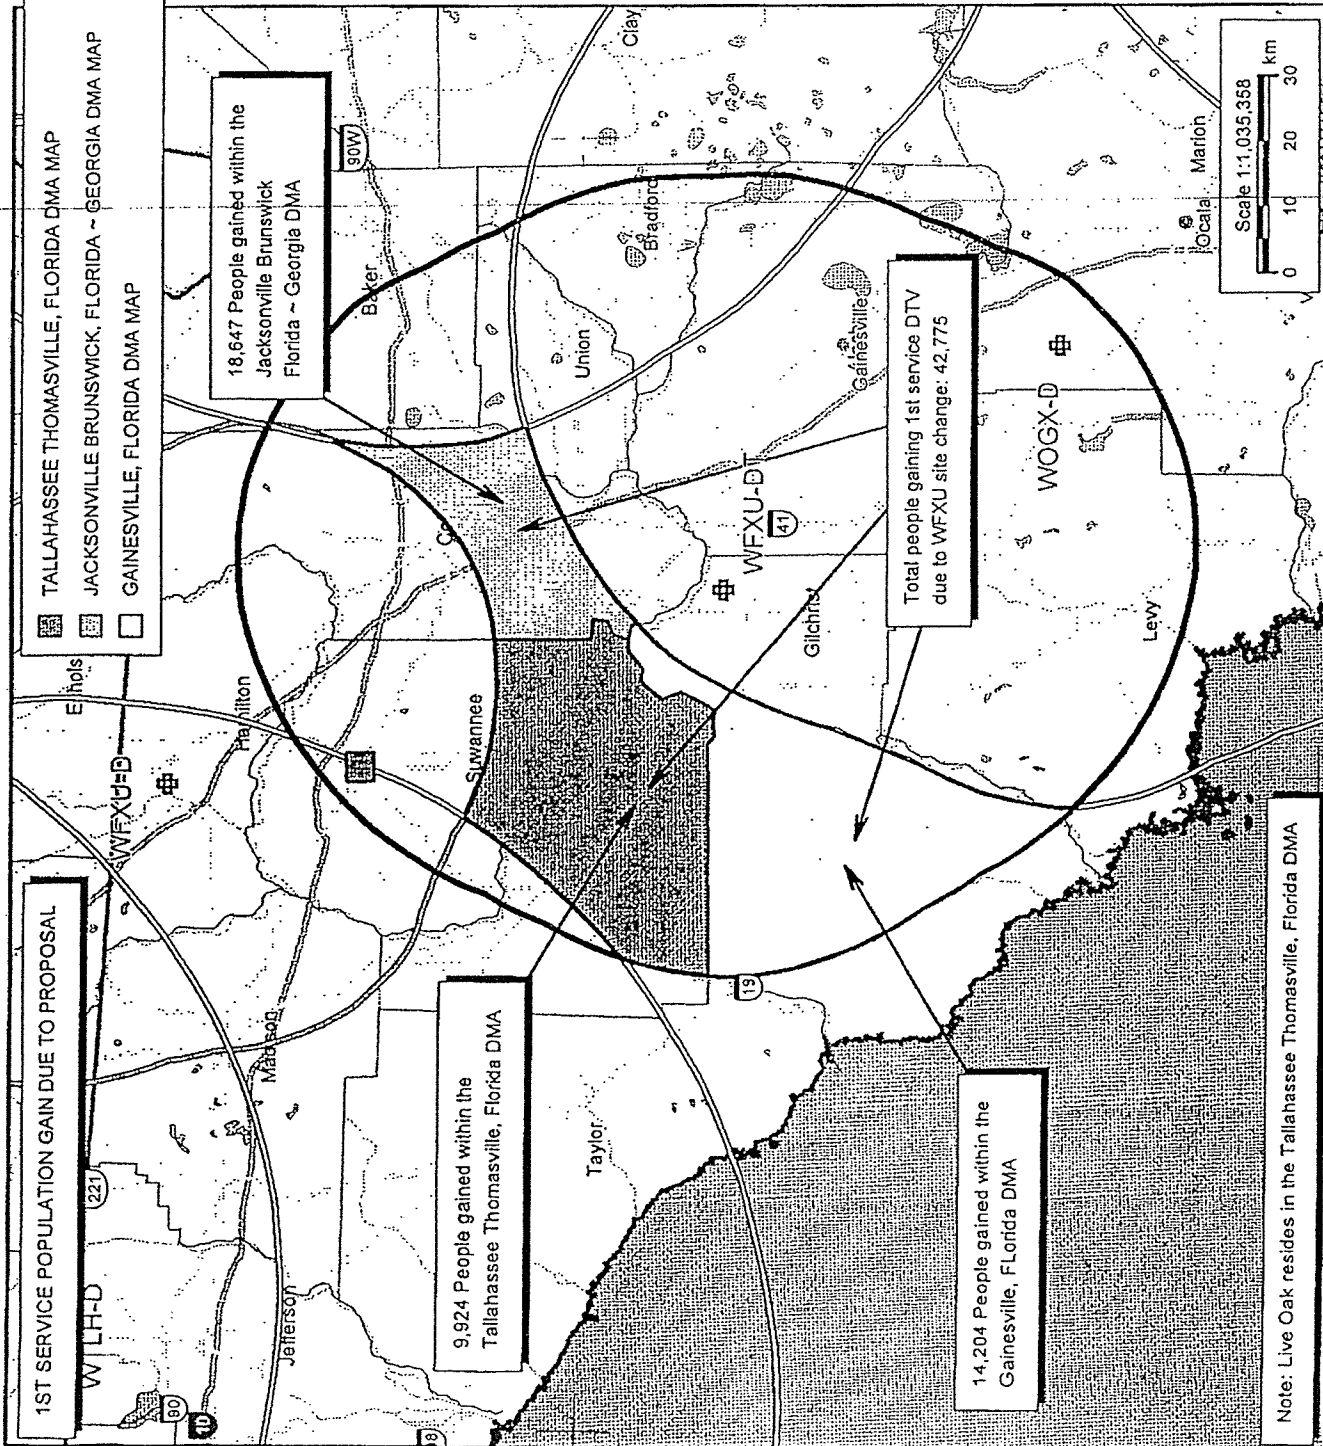 1ST SERVICE POPULATION GAIN DUE TO PROPOSAL
TALLAHASSEE THOMASVILLE, FLORIDA DMA MAP
JACKSONVILLE BRUNSWICK, FLORIDA ~ GEORGIA DMA MAP
GAINESVILLE, FLORIDA DMA MAP
18,647 People gained within the
Jacksonville Brunswick
Florida ~ Georgia DMA
9,924 People gained within the
Tallahassee Thomasville, Florida DMA
Total people gaining 1st service DTV
due to WFXU site change: 42,775
14,204 People gained within the
Gainesville, FLorida DMA
Note: Live Oak resides in the Tallahassee Thomasville, Florida DMA
Scale 1:1,035,358
km
0 10 20 30
WFXU-D
WFXU-DT
WOGX-D
Hamilton
Madison
Jefferson
Taylor
Suwannee
Baker
Union
Bradford
Clay
Gainesville
Gilchrist
Levy
Ocala
Marion
Co
221
90
19
41
90W